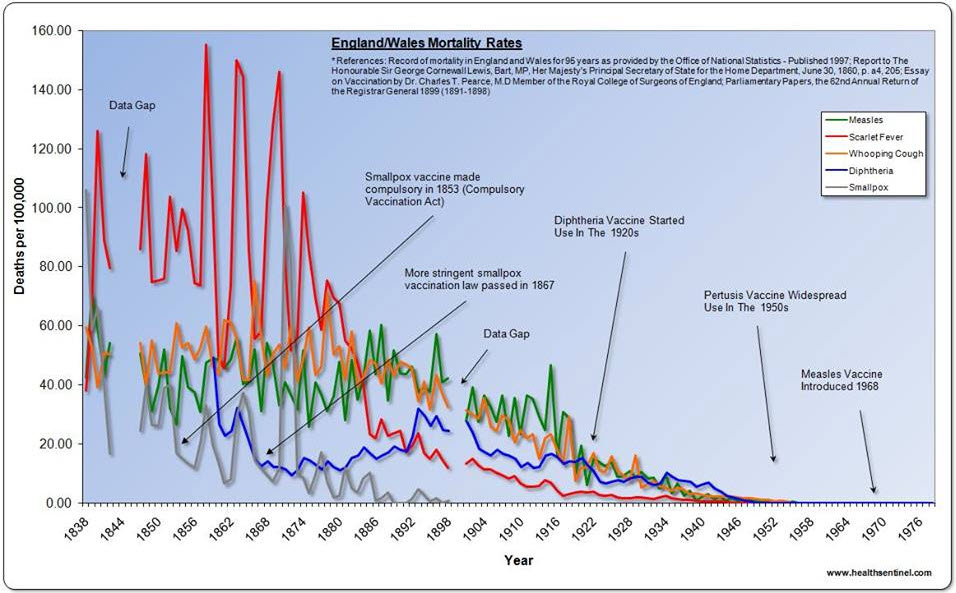 England/Wales Mortality Rates
* References: Record of mortality in England and Wales for 95 years as provided by the Office of National Statistics - Published 1997; Report to The
Honourable Sir George Cornewall Lewis, Bart, MP, Her Majesty's Principal Secretary of State for the Home Department, June 30, 1860, p. a4, 205; Essay
on Vaccination by Dr. Charles T. Pearce, M.D Member of the Royal College of Surgeons of England; Parliamentary Papers, the 62nd Annual Return of
the Registrar General 1899 (1891-1898)
160.00
140.00
120.00
100.00
80.00
60.00
40.00
20.00
0.00
Deaths per 100,000
Data Gap
Measles
Scarlet Fever
Whooping Cough
Diphtheria
Smallpox
Smallpox vaccine made
compulsory in 1853 (Compulsory
Vaccination Act)
Diphtheria Vaccine Started
Use In The 1920s
More stringent smallpox
vaccination law passed in 1867
Pertusis Vaccine Widespread
Use In The 1950s
Data Gap
Measles Vaccine
Introduced 1968
1838
1844
1850
1856
1862
1868
1874
1880
1886
1892
1898
1904
1910
1916
1922
1928
1934
1940
1946
1952
1958
1964
1970
1976
Year
www.healthsentinel.com